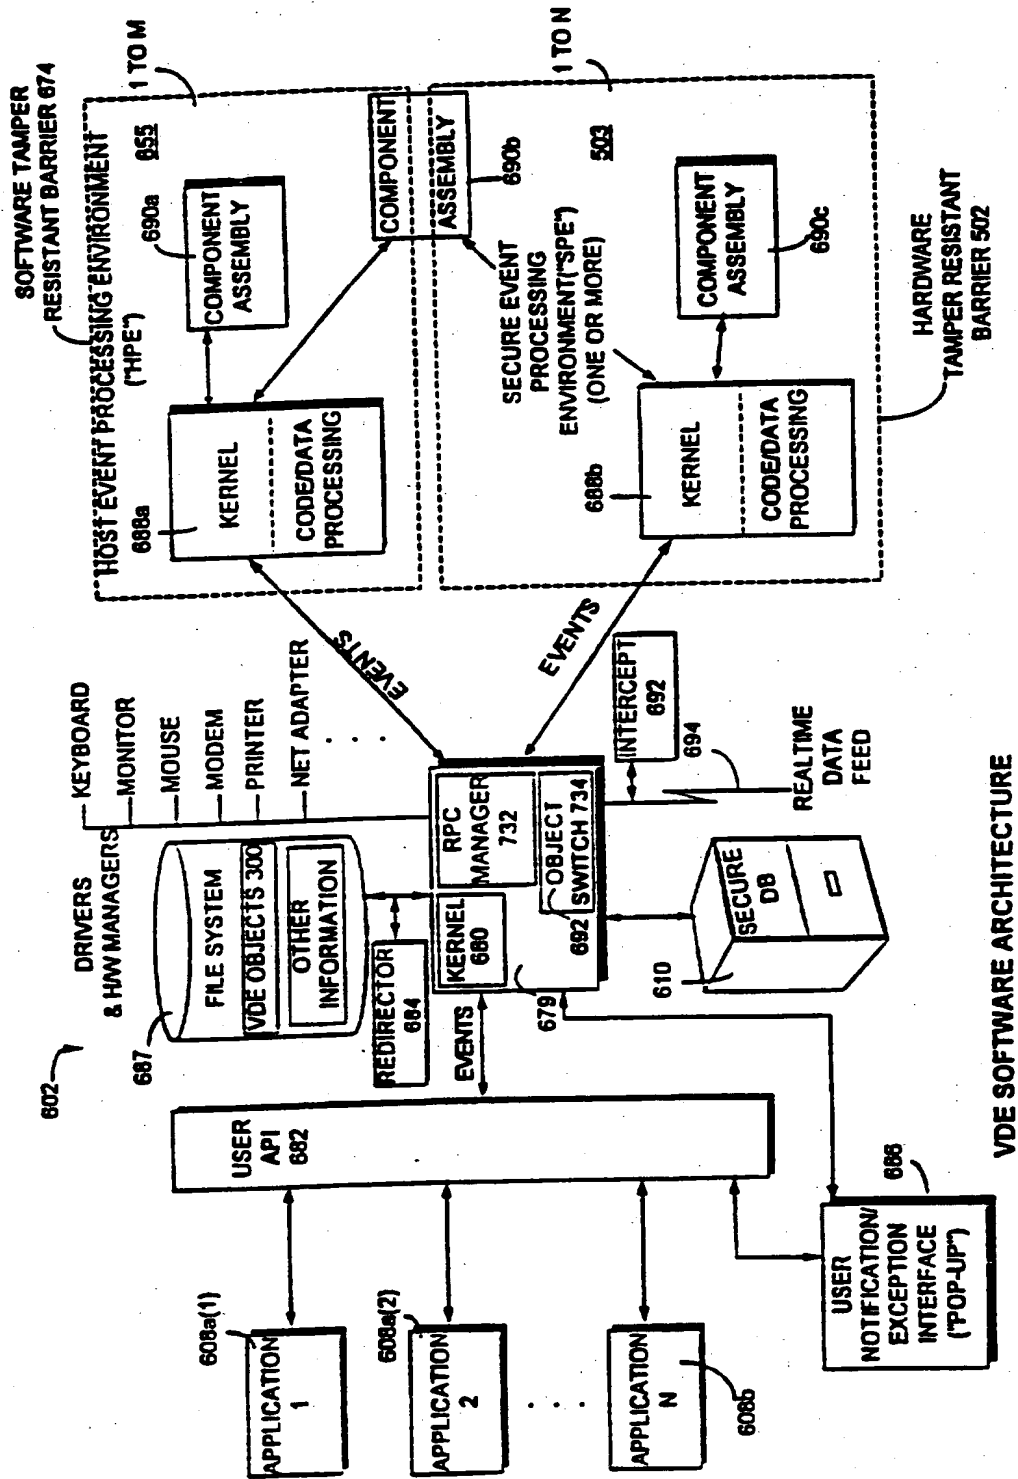 SOFTWARE TAMPER
RESISTANT BARRIER 674
HOST EVENT PROCESSING ENVIRONMENT
("HPE")
655
1 TO M
690a
COMPONENT
ASSEMBLY
688a
KERNEL
CODE/DATA
PROCESSING
COMPONENT
ASSEMBLY
690b
1 TO N
503
SECURE EVENT
PROCESSING
ENVIRONMENT("SPE")
(ONE OR MORE)
688b
KERNEL
CODE/DATA
PROCESSING
COMPONENT
ASSEMBLY
690c
HARDWARE
TAMPER RESISTANT
BARRIER 502
EVENTS
EVENTS
DRIVERS
& H/W MANAGERS
KEYBOARD
MONITOR
MOUSE
MODEM
PRINTER
NET ADAPTER
. . .
602
687
FILE SYSTEM
VDE OBJECTS 300
OTHER
INFORMATION
REDIRECTOR
684
RPC
MANAGER
732
KERNEL
680
OBJECT
SWITCH 734
692
679
INTERCEPT
692
694
REALTIME
DATA
FEED
SECURE
DB
610
EVENTS
USER
API
682
608a(1)
APPLICATION
1
608a(2)
APPLICATION
2
. . .
APPLICATION
N
608b
686
USER
NOTIFICATION/
EXCEPTION
INTERFACE
("POP-UP")
VDE SOFTWARE ARCHITECTURE